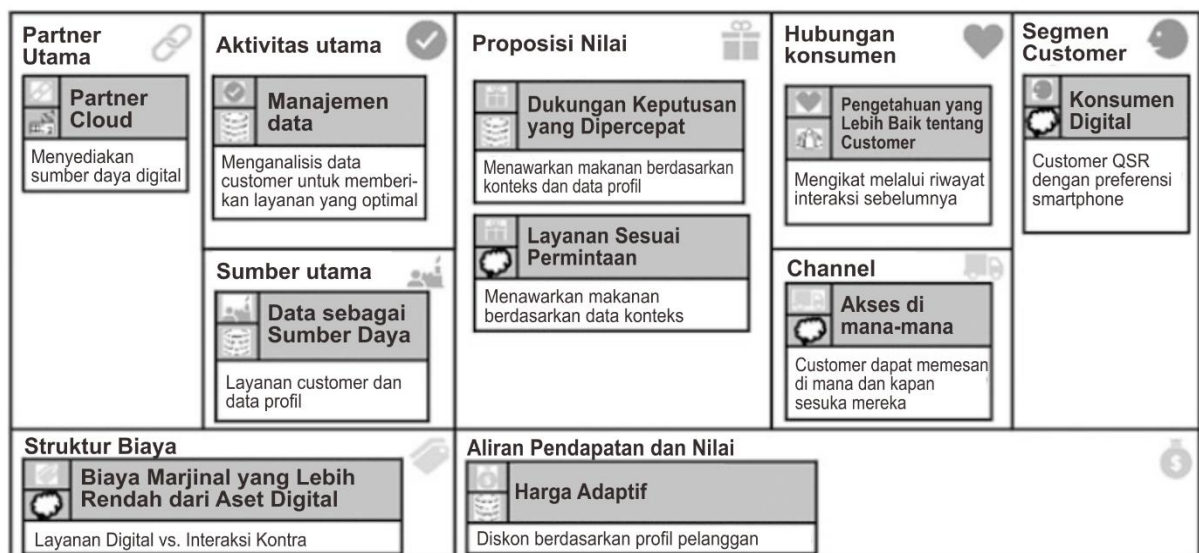 Partner
Utama
Partner
Cloud
Menyediakan
sumber daya digital
Aktivitas utama
Manajemen
data
Menganalisis data
customer untuk memberi-
kan layanan yang optimal
Sumber utama
Data sebagai
Sumber Daya
Layanan customer dan
data profil
Proposisi Nilai
Dukungan Keputusan
yang Dipercepat
Menawarkan makanan berdasarkan
konteks dan data profil
Layanan Sesuai
Permintaan
Menawarkan makanan
berdasarkan data konteks
Hubungan
konsumen
Pengetahuan yang
Lebih Baik tentang
Customer
Mengikat melalui riwayat
interaksi sebelumnya
Channel
Akses di
mana-mana
Customer dapat memesan
di mana dan kapan
sesuka mereka
Segmen
Customer
Konsumen
Digital
Customer QSR
dengan preferensi
smartphone
Struktur Biaya
Biaya Marjinal yang Lebih
Rendah dari Aset Digital
Layanan Digital vs. Interaksi Kontra
Aliran Pendapatan dan Nilai
Harga Adaptif
Diskon berdasarkan profil pelanggan